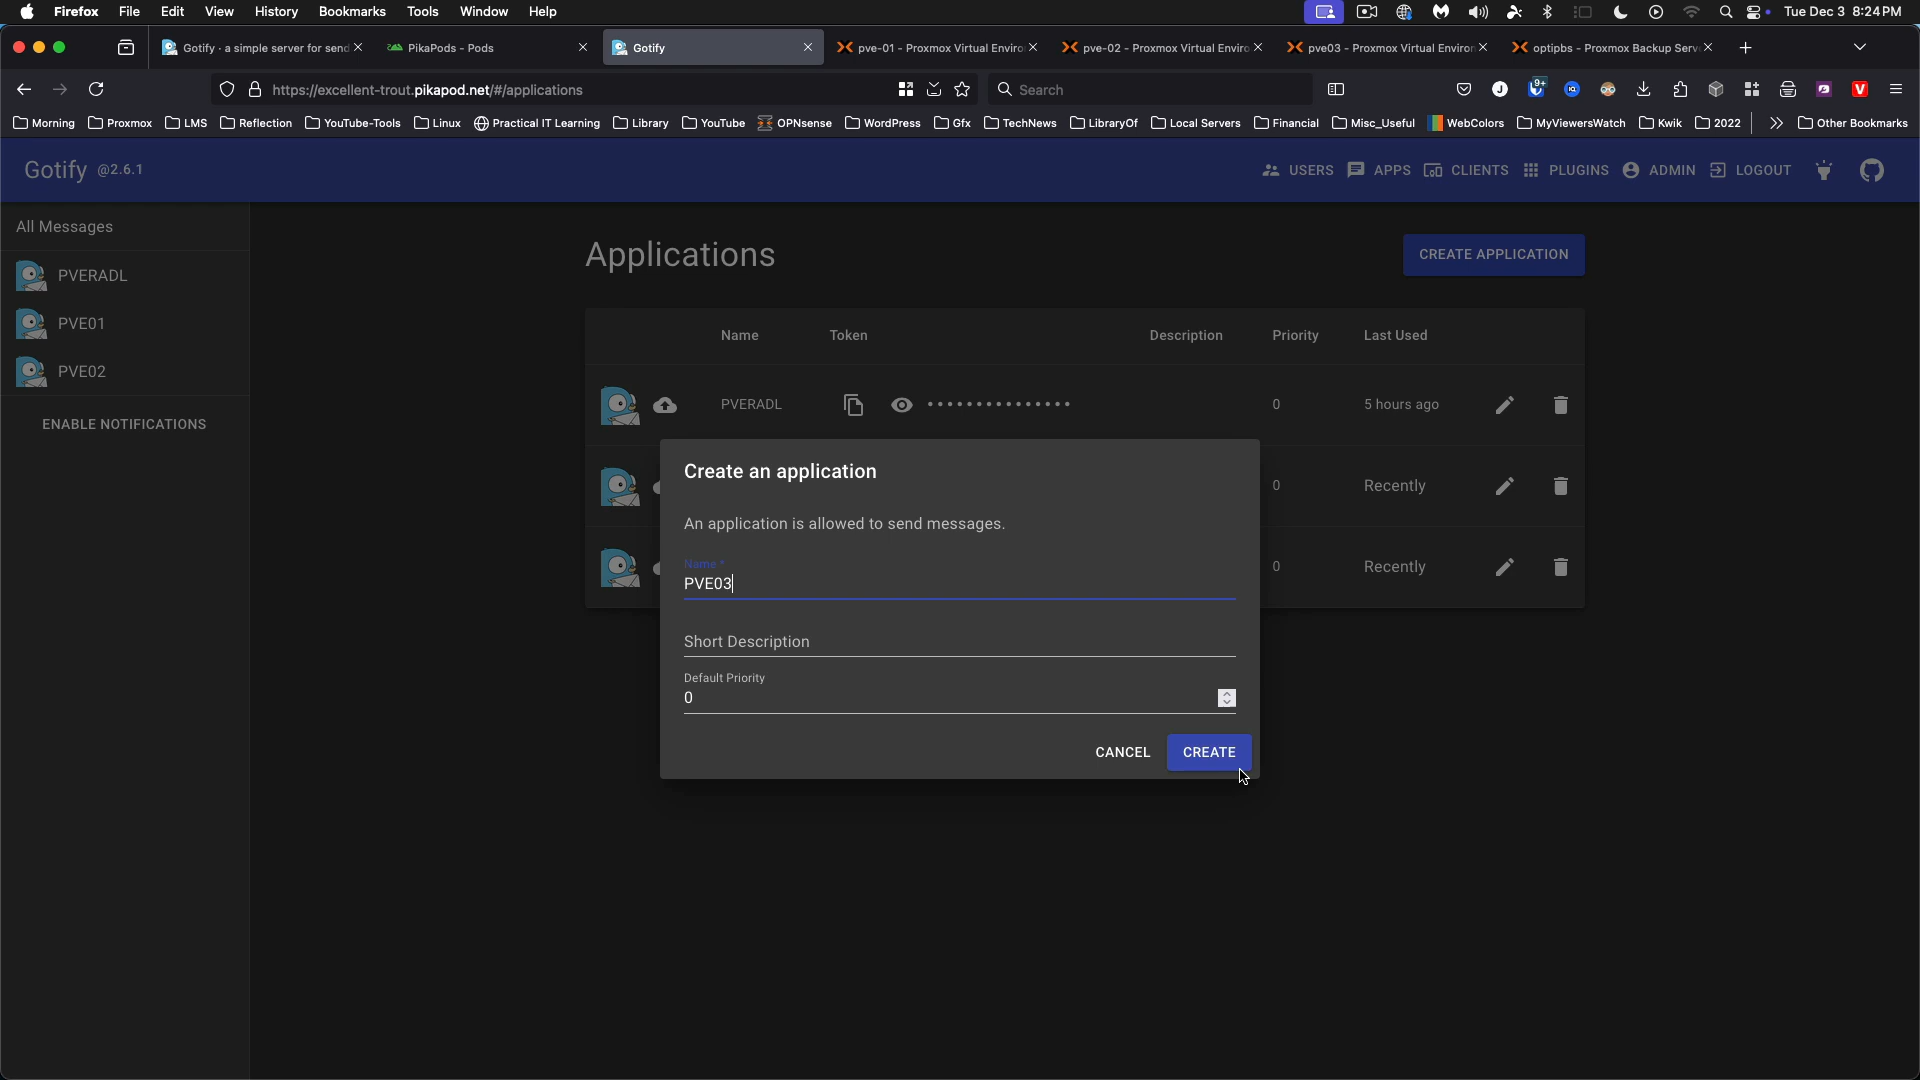 Firefox File Edit View History Bookmarks Tools Window Help Tue Dec 3 8:24 PM
Gotify · a simple server for send
PikaPods - Pods
Gotify
pve-01 - Proxmox Virtual Enviro
pve-02 - Proxmox Virtual Enviro
pve03 - Proxmox Virtual Environ
optipbs - Proxmox Backup Serv
https://excellent-trout.pikapod.net/#/applications
Search
9+
Morning Proxmox LMS Reflection YouTube-Tools Linux Practical IT Learning Library YouTube OPNsense WordPress Gfx TechNews LibraryOf Local Servers Financial Misc_Useful WebColors MyViewersWatch Kwik 2022 Other Bookmarks
Gotify @2.6.1
USERS APPS CLIENTS PLUGINS ADMIN LOGOUT
All Messages
PVERADL
PVE01
PVE02
ENABLE NOTIFICATIONS
Applications
CREATE APPLICATION
Name Token Description Priority Last Used
PVERADL ••••••••••••••• 0 5 hours ago
0 Recently
0 Recently
Create an application
An application is allowed to send messages.
Name *
PVE03
Short Description
Default Priority
0
CANCEL CREATE